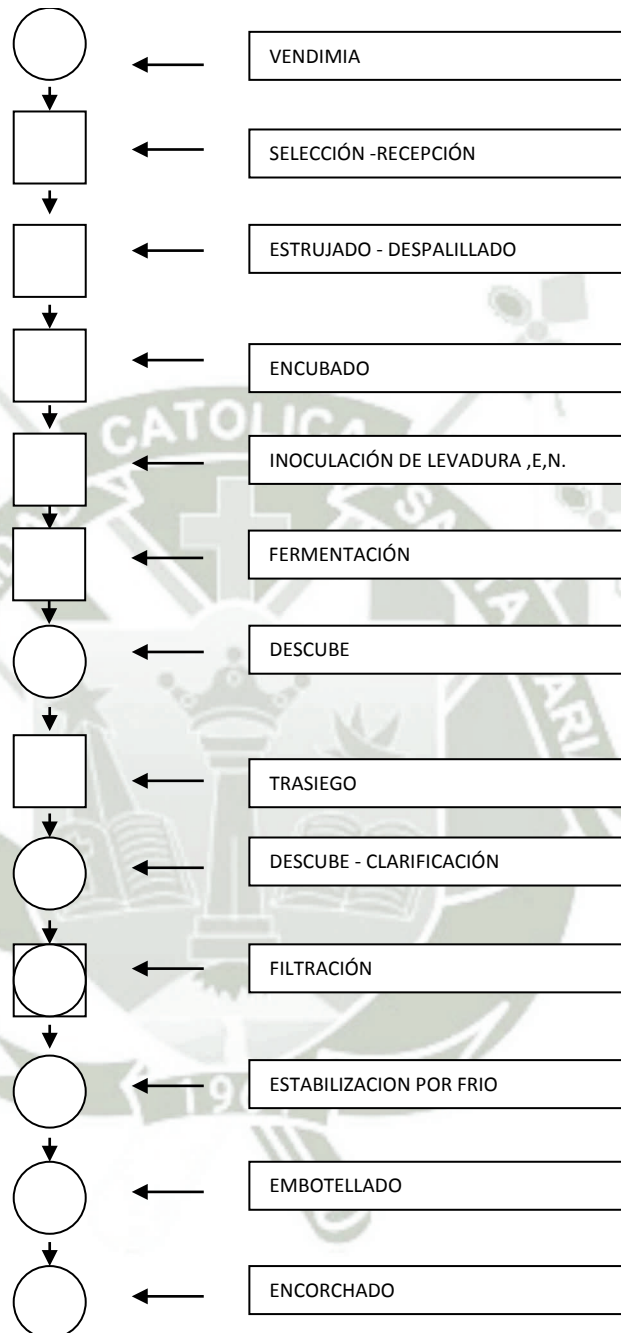 VENDIMIA
SELECCIÓN -RECEPCIÓN
ESTRUJADO - DESPALILLADO
ENCUBADO
CATOLICA
INOCULACIÓN DE LEVADURA ,E,N.
FERMENTACIÓN
DESCUBE
TRASIEGO
DESCUBE - CLARIFICACIÓN
FILTRACIÓN
ESTABILIZACION POR FRIO
EMBOTELLADO
ENCORCHADO